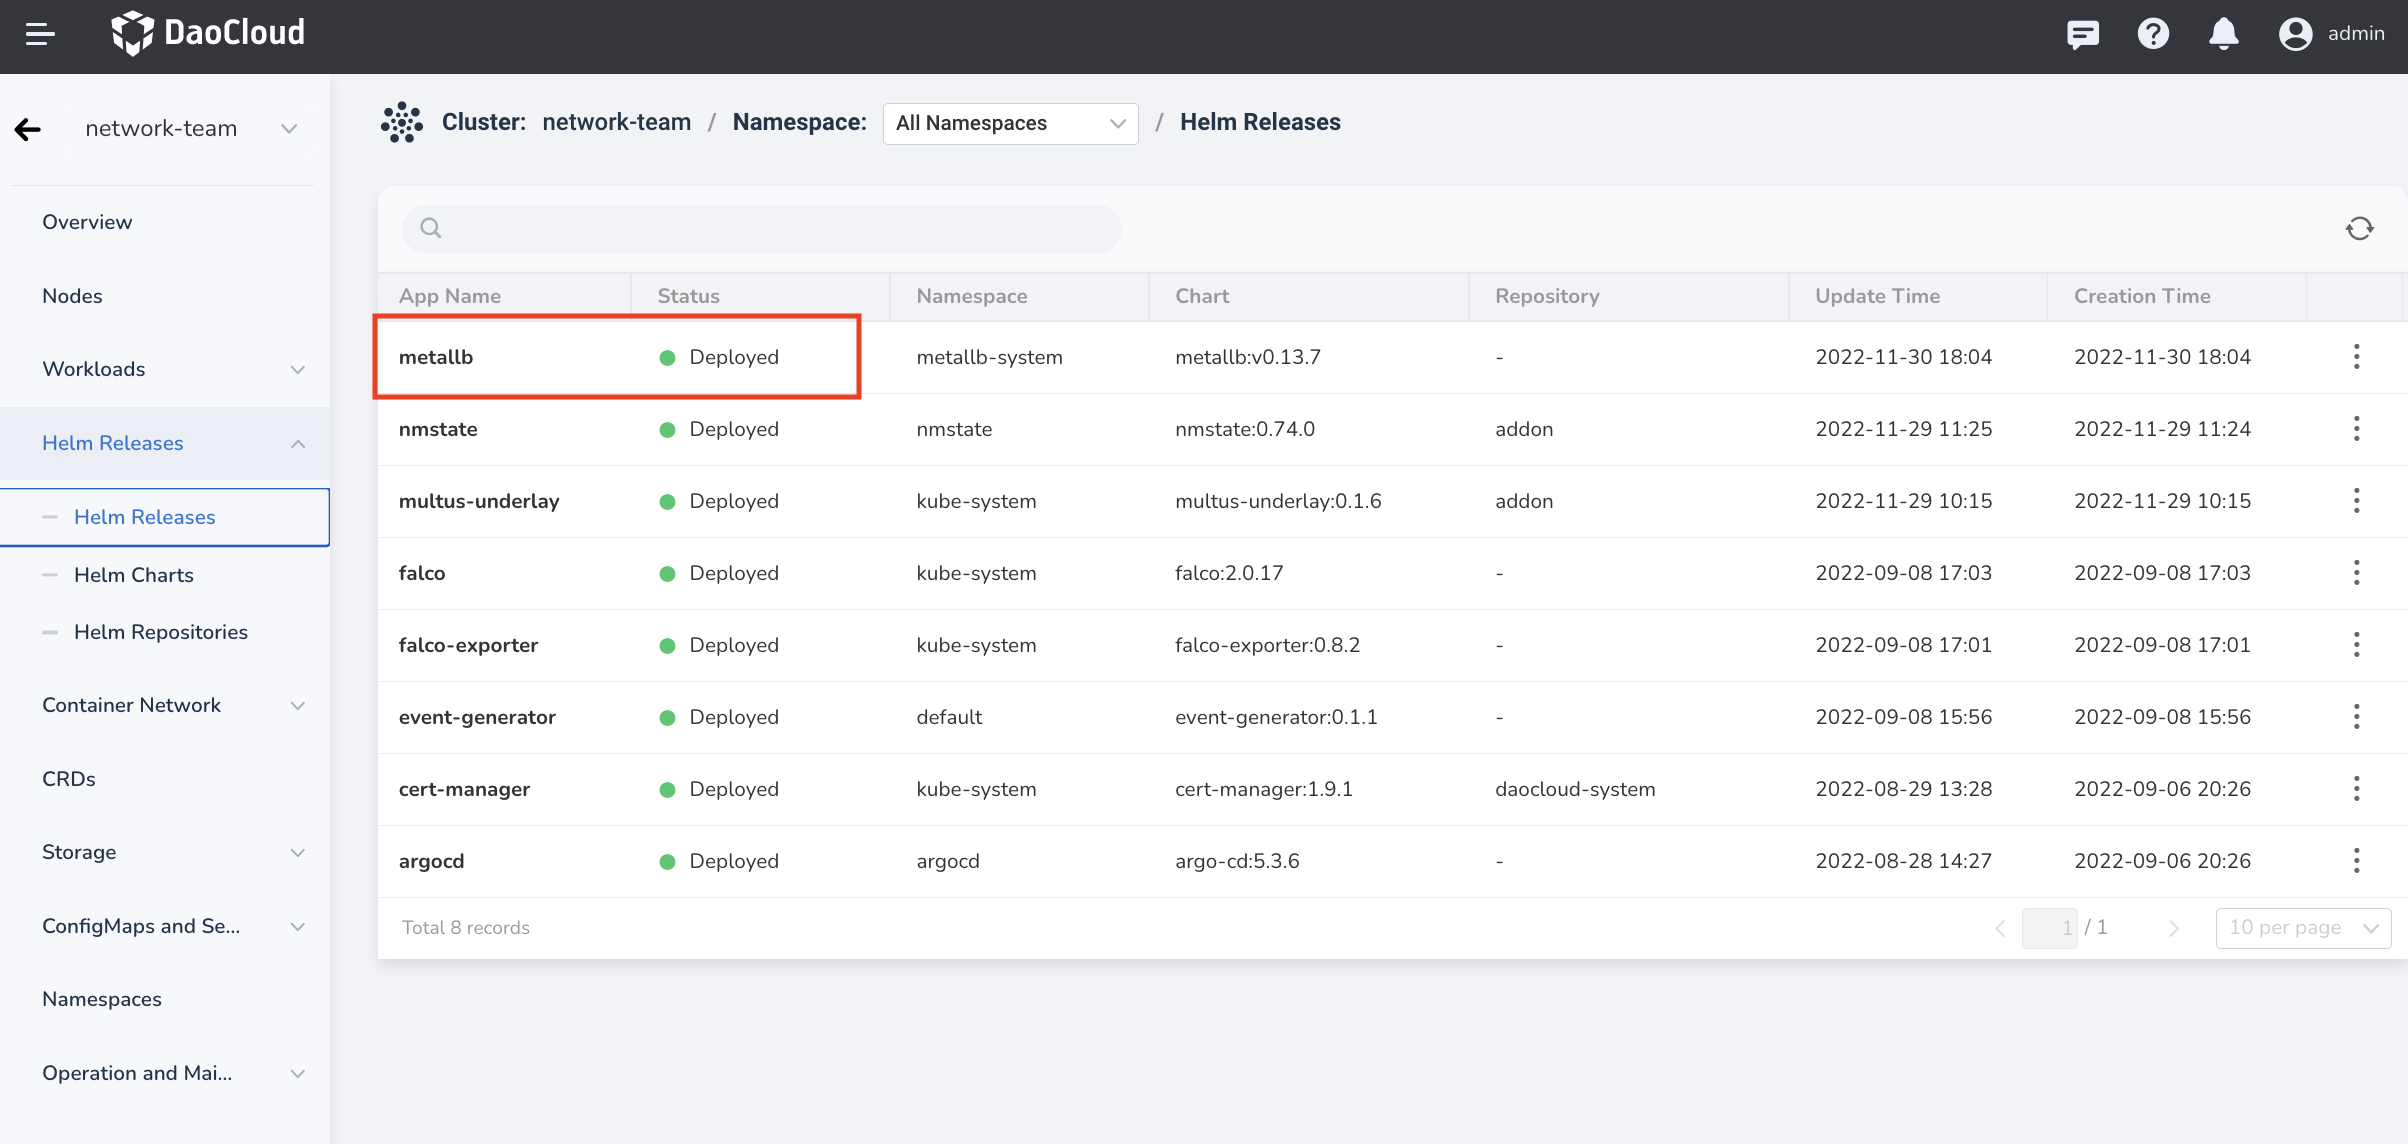 DaoCloud
admin
network-team
Cluster: network-team / Namespace: All Namespaces / Helm Releases
Overview
Nodes
Workloads
Helm Releases
Helm Releases
Helm Charts
Helm Repositories
Container Network
CRDs
Storage
ConfigMaps and Se...
Namespaces
Operation and Mai...
App Name Status Namespace Chart Repository Update Time Creation Time
metallb Deployed metallb-system metallb:v0.13.7 - 2022-11-30 18:04 2022-11-30 18:04
nmstate Deployed nmstate nmstate:0.74.0 addon 2022-11-29 11:25 2022-11-29 11:24
multus-underlay Deployed kube-system multus-underlay:0.1.6 addon 2022-11-29 10:15 2022-11-29 10:15
falco Deployed kube-system falco:2.0.17 - 2022-09-08 17:03 2022-09-08 17:03
falco-exporter Deployed kube-system falco-exporter:0.8.2 - 2022-09-08 17:01 2022-09-08 17:01
event-generator Deployed default event-generator:0.1.1 - 2022-09-08 15:56 2022-09-08 15:56
cert-manager Deployed kube-system cert-manager:1.9.1 daocloud-system 2022-08-29 13:28 2022-09-06 20:26
argocd Deployed argocd argo-cd:5.3.6 - 2022-08-28 14:27 2022-09-06 20:26
Total 8 records 1 / 1 10 per page